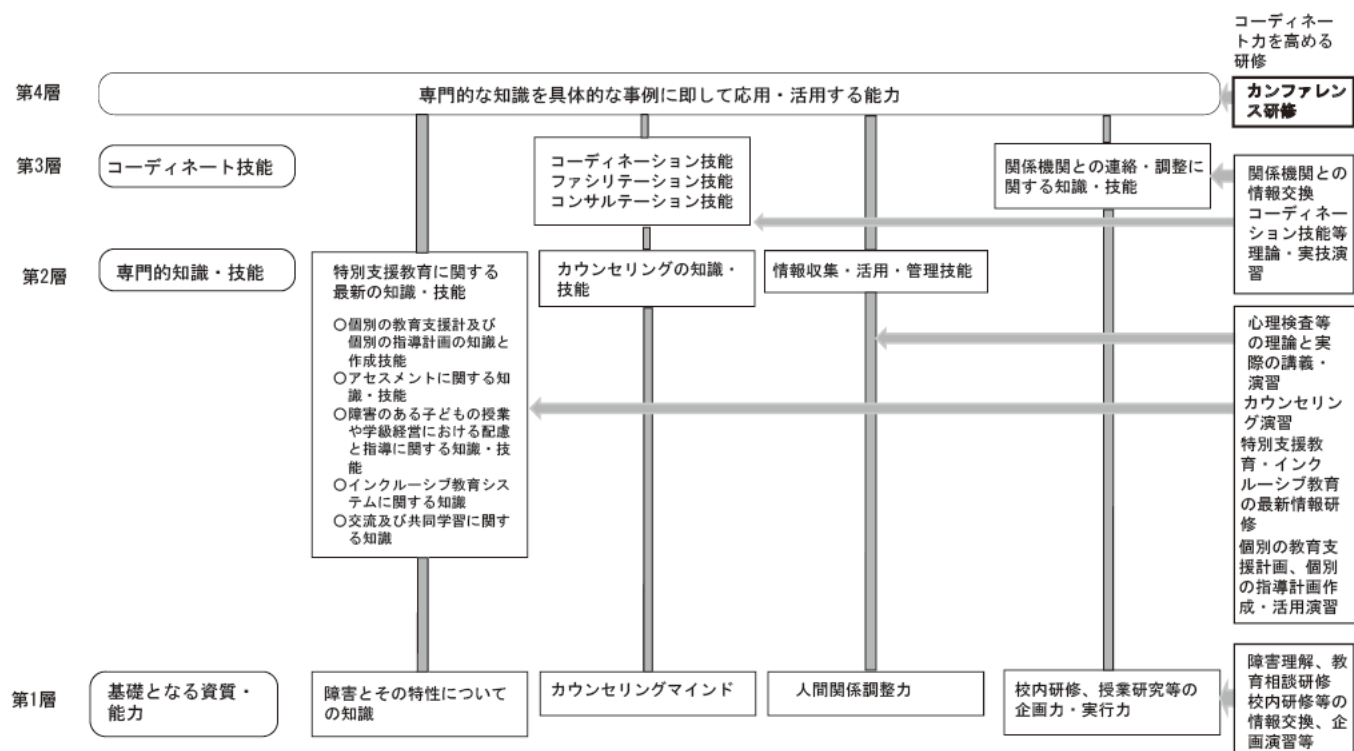 コーディネー
ト力を高める
研修
第4層
専門的な知識を具体的な事例に即して応用・活用する能力
カンファレン
ス研修
第3層
コーディネート技能
コーディネーション技能
ファシリテーション技能
コンサルテーション技能
関係機関との連絡・調整に
関する知識・技能
関係機関との
情報交換
コーディネー
ション技能等
理論・実技演
習
第2層
専門的知識・技能
特別支援教育に関する
最新の知識・技能
○個別の教育支援計及び
個別の指導計画の知識と
作成技能
○アセスメントに関する知
識・技能
○障害のある子どもの授業
や学級経営における配慮
と指導に関する知識・技
能
○インクルーシブ教育シス
テムに関する知識
○交流及び共同学習に関す
る知識
カウンセリングの知識・
技能
情報収集・活用・管理技能
心理検査等
の理論と実
際の講義・
演習
カウンセリン
グ演習
特別支援教
育・インク
ルーシブ教育
の最新情報研
修
個別の教育支
援計画、個別
の指導計画作
成・活用演習
第1層
基礎となる資質・
能力
障害とその特性について
の知識
カウンセリングマインド
人間関係調整力
校内研修、授業研究等の
企画力・実行力
障害理解、教
育相談研修
校内研修等の
情報交換、企
画演習等